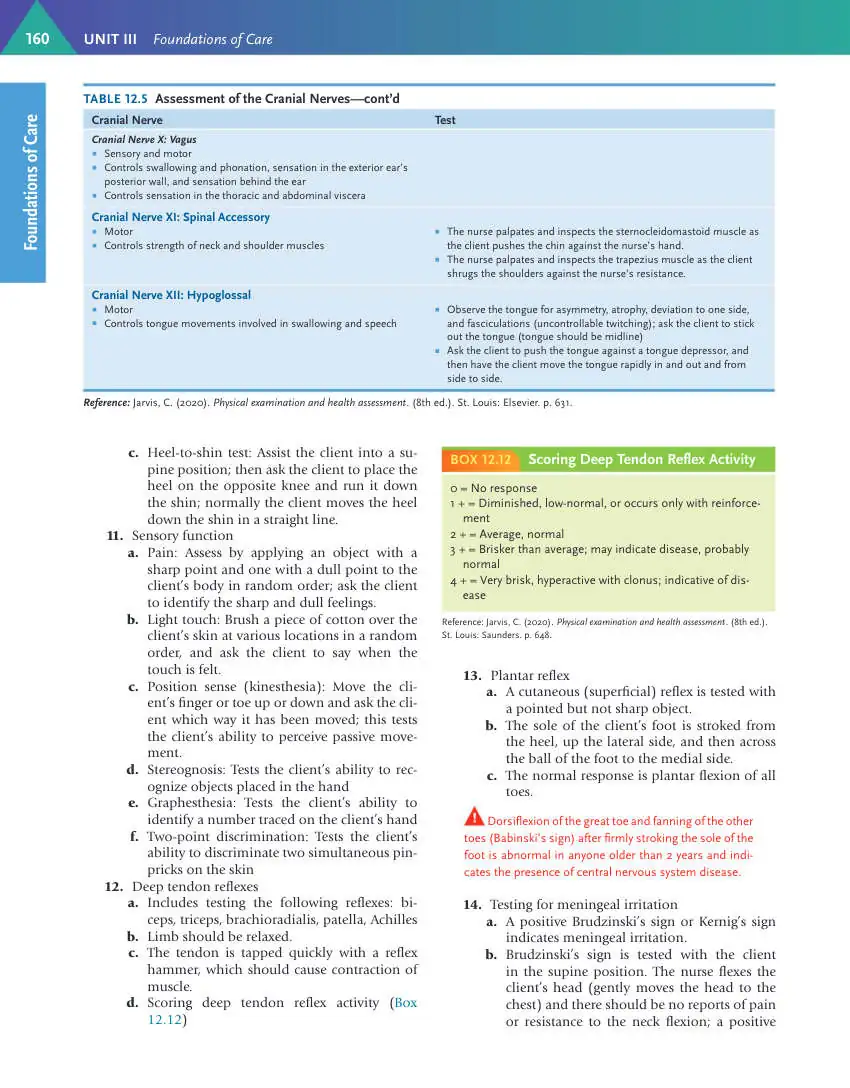 160 UNIT III Foundations of Care
Foundations of Care
TABLE 12.5 Assessment of the Cranial Nerves—cont'd
Cranial Nerve Test
Cranial Nerve X: Vagus
▪ Sensory and motor
▪ Controls swallowing and phonation, sensation in the exterior ear's
posterior wall, and sensation behind the ear
▪ Controls sensation in the thoracic and abdominal viscera
Cranial Nerve XI: Spinal Accessory
▪ Motor
▪ Controls strength of neck and shoulder muscles
▪ The nurse palpates and inspects the sternocleidomastoid muscle as
the client pushes the chin against the nurse's hand.
▪ The nurse palpates and inspects the trapezius muscle as the client
shrugs the shoulders against the nurse's resistance.
Cranial Nerve XII: Hypoglossal
▪ Motor
▪ Controls tongue movements involved in swallowing and speech
▪ Observe the tongue for asymmetry, atrophy, deviation to one side,
and fasciculations (uncontrollable twitching); ask the client to stick
out the tongue (tongue should be midline)
▪ Ask the client to push the tongue against a tongue depressor, and
then have the client move the tongue rapidly in and out and from
side to side.
Reference: Jarvis, C. (2020). Physical examination and health assessment. (8th ed.). St. Louis: Elsevier. p. 631.
c. Heel-to-shin test: Assist the client into a su-
pine position; then ask the client to place the
heel on the opposite knee and run it down
the shin; normally the client moves the heel
down the shin in a straight line.
11. Sensory function
a. Pain: Assess by applying an object with a
sharp point and one with a dull point to the
client's body in random order; ask the client
to identify the sharp and dull feelings.
b. Light touch: Brush a piece of cotton over the
client's skin at various locations in a random
order, and ask the client to say when the
touch is felt.
c. Position sense (kinesthesia): Move the cli-
ent's finger or toe up or down and ask the cli-
ent which way it has been moved; this tests
the client's ability to perceive passive move-
ment.
d. Stereognosis: Tests the client's ability to rec-
ognize objects placed in the hand
e. Graphesthesia: Tests the client's ability to
identify a number traced on the client's hand
f. Two-point discrimination: Tests the client's
ability to discriminate two simultaneous pin-
pricks on the skin
12. Deep tendon reflexes
a. Includes testing the following reflexes: bi-
ceps, triceps, brachioradialis, patella, Achilles
b. Limb should be relaxed.
c. The tendon is tapped quickly with a reflex
hammer, which should cause contraction of
muscle.
d. Scoring deep tendon reflex activity (Box
12.12)
BOX 12.12 Scoring Deep Tendon Reflex Activity
0 = No response
1 + = Diminished, low-normal, or occurs only with reinforce-
ment
2 + = Average, normal
3 + = Brisker than average; may indicate disease, probably
normal
4 + = Very brisk, hyperactive with clonus; indicative of dis-
ease
Reference: Jarvis, C. (2020). Physical examination and health assessment. (8th ed.).
St. Louis: Saunders. p. 648.
13. Plantar reflex
a. A cutaneous (superficial) reflex is tested with
a pointed but not sharp object.
b. The sole of the client's foot is stroked from
the heel, up the lateral side, and then across
the ball of the foot to the medial side.
c. The normal response is plantar flexion of all
toes.
Dorsiflexion of the great toe and fanning of the other
toes (Babinski's sign) after firmly stroking the sole of the
foot is abnormal in anyone older than 2 years and indi-
cates the presence of central nervous system disease.
14. Testing for meningeal irritation
a. A positive Brudzinski's sign or Kernig's sign
indicates meningeal irritation.
b. Brudzinski's sign is tested with the client
in the supine position. The nurse flexes the
client's head (gently moves the head to the
chest) and there should be no reports of pain
or resistance to the neck flexion; a positive